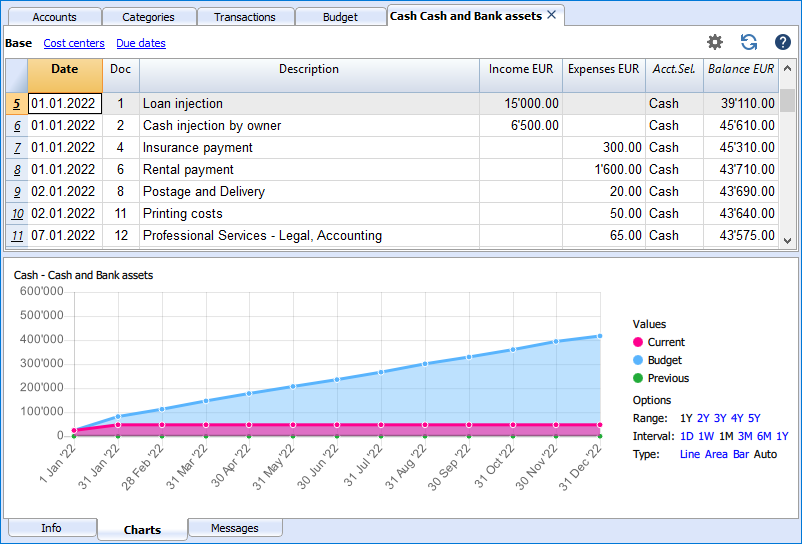 Accounts Categories Transactions Budget Cash Cash and Bank assets
Base Cost centers Due dates ?
Date Doc Description Income EUR Expenses EUR Acct.Sel. Balance EUR
5 01.01.2022 1 Loan injection 15'000.00 Cash 39'110.00
6 01.01.2022 2 Cash injection by owner 6'500.00 Cash 45'610.00
7 01.01.2022 4 Insurance payment 300.00 Cash 45'310.00
8 01.01.2022 6 Rental payment 1'600.00 Cash 43'710.00
9 02.01.2022 8 Postage and Delivery 20.00 Cash 43'690.00
10 02.01.2022 11 Printing costs 50.00 Cash 43'640.00
11 07.01.2022 12 Professional Services - Legal, Accounting 65.00 Cash 43'575.00
Cash - Cash and Bank assets
600'000
500'000
400'000
300'000
200'000
100'000
0
1 Jan '22 31 Jan '22 28 Feb '22 31 Mar '22 30 Apr '22 31 May '22 30 Jun '22 31 Jul '22 31 Aug '22 30 Sep '22 31 Oct '22 30 Nov '22 31 Dec '22
Values
Current
Budget
Previous
Options
Range: 1Y 2Y 3Y 4Y 5Y
Interval: 1D 1W 1M 3M 6M 1Y
Type: Line Area Bar Auto
Info Charts Messages